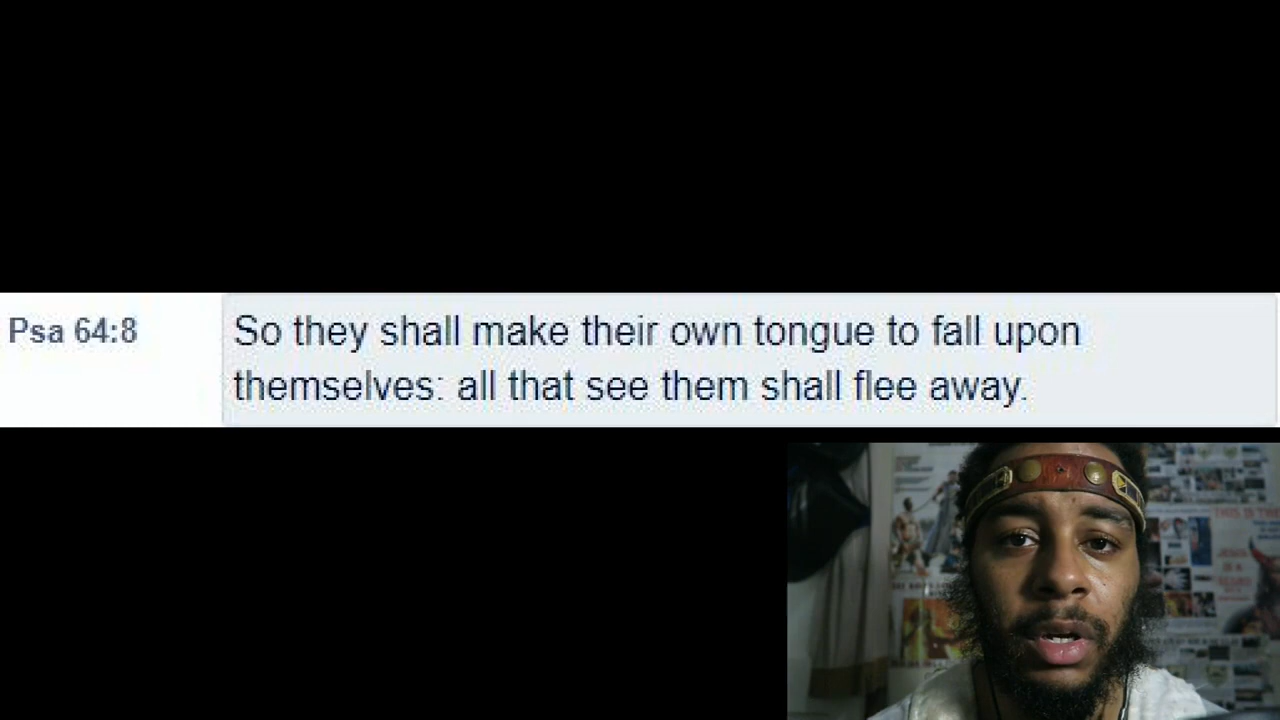 Psa 64:8
So they shall make their own tongue to fall upon
themselves: all that see them shall flee away.